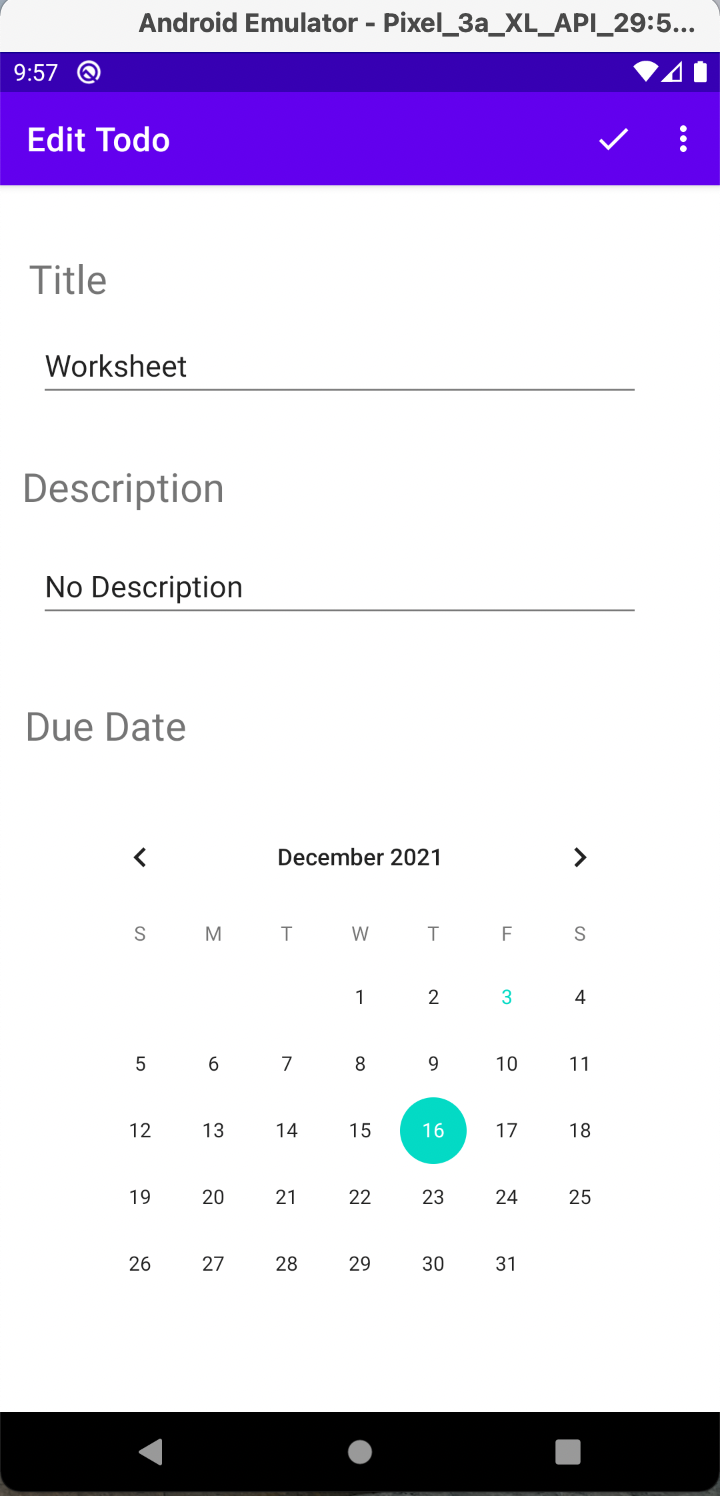 Android Emulator - Pixel_3a_XL_API_29:5...
9:57
Edit Todo
Title
Worksheet
Description
No Description
Due Date
December 2021
S M T W T F S
1 2 3 4
5 6 7 8 9 10 11
12 13 14 15 16 17 18
19 20 21 22 23 24 25
26 27 28 29 30 31